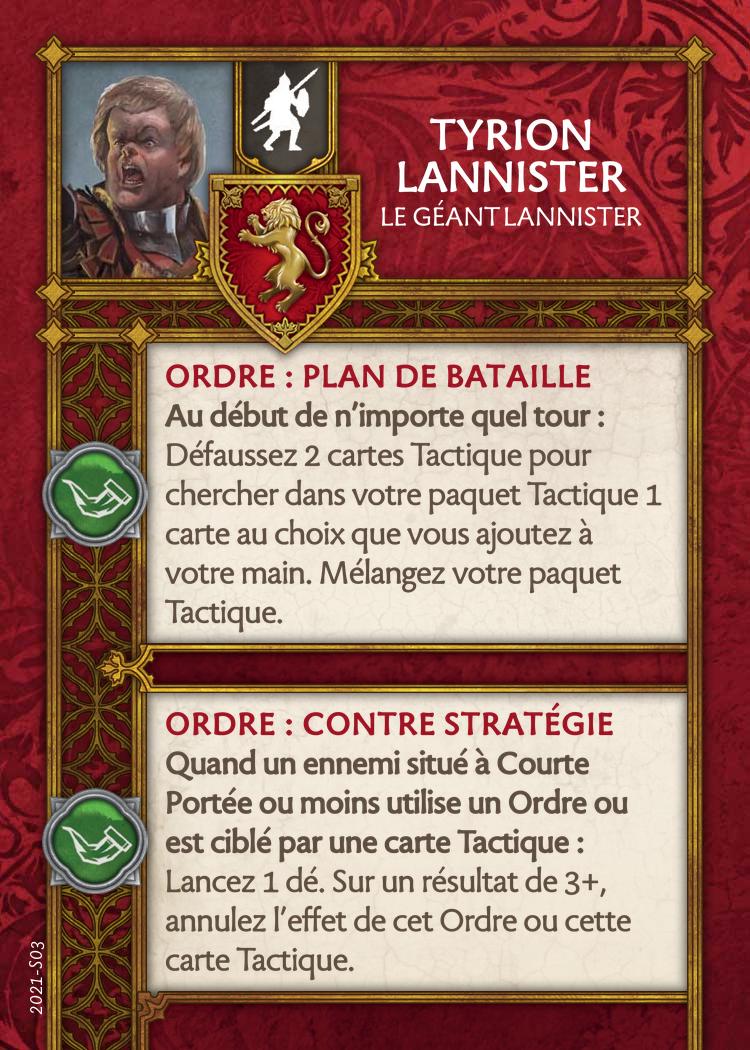 TYRION
LANNISTER
LE GÉANT LANNISTER
ORDRE : PLAN DE BATAILLE
Au début de n'importe quel tour :
Défaussez 2 cartes Tactique pour
chercher dans votre paquet Tactique 1
carte au choix que vous ajoutez à
votre main. Mélangez votre paquet
Tactique.
ORDRE : CONTRE STRATÉGIE
Quand un ennemi situé à Courte
Portée ou moins utilise un Ordre ou
est ciblé par une carte Tactique :
Lancez 1 dé. Sur un résultat de 3+,
annulez l'effet de cet Ordre ou cette
carte Tactique.
2021-S03